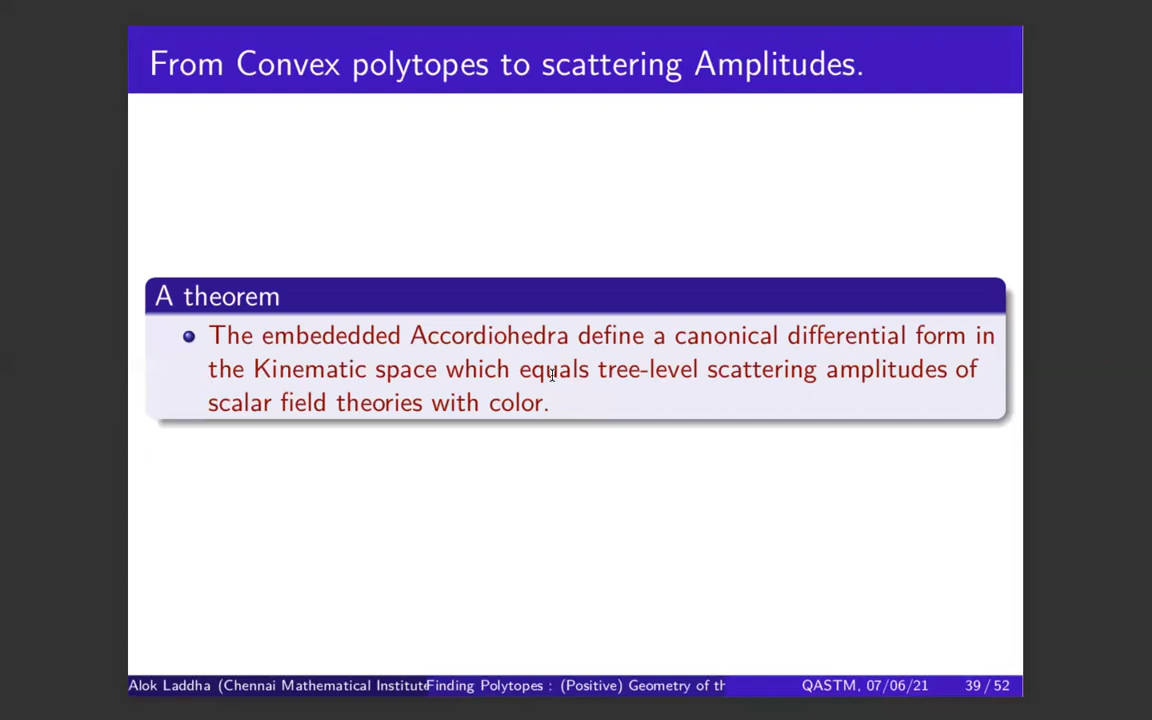 From Convex polytopes to scattering Amplitudes.
A theorem
The embededded Accordiohedra define a canonical differential form in
the Kinematic space which equals tree-level scattering amplitudes of
scalar field theories with color.
Alok Laddha (Chennai Mathematical Institute Finding Polytopes : (Positive) Geometry of th QASTM, 07/06/21 39 / 52